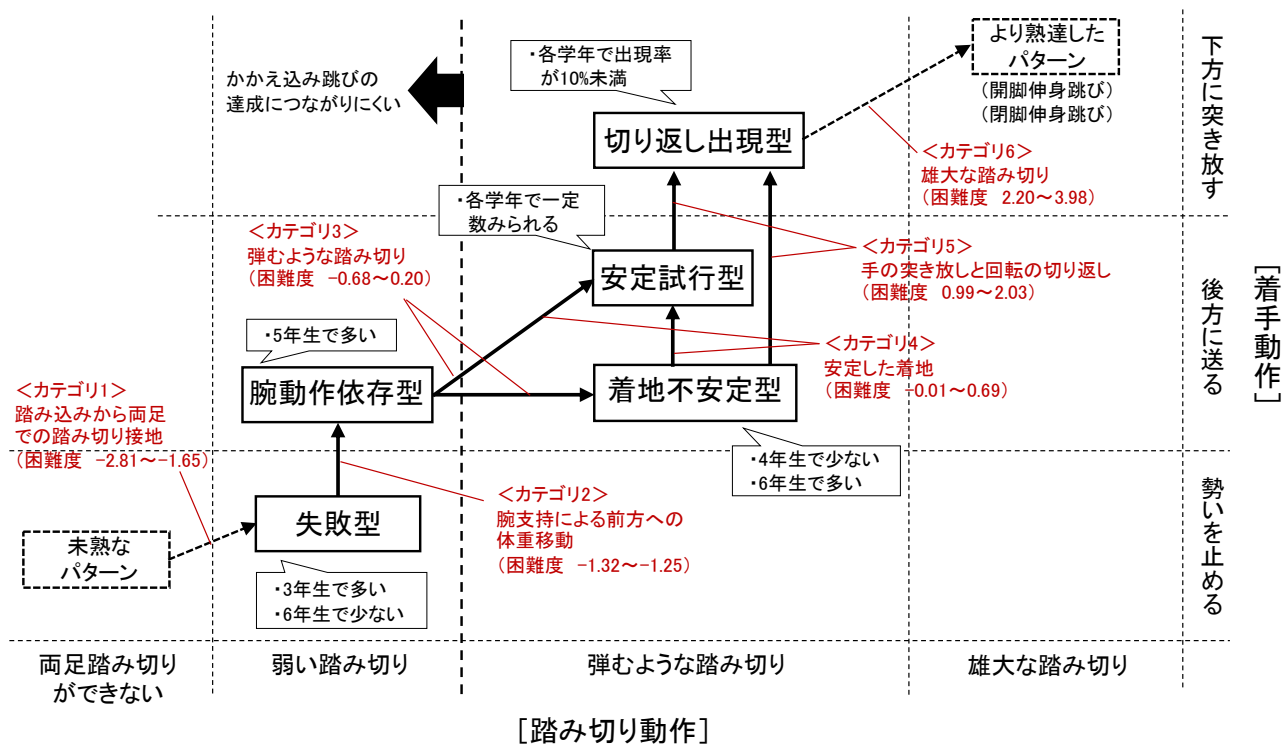 かかえ込み跳びの
達成につながりにくい
・各学年で出現率
が10%未満
より熟達した
パターン
（開脚伸身跳び）
（閉脚伸身跳び）
切り返し出現型
＜カテゴリ6＞
雄大な踏み切り
（困難度 2.20～3.98）
下方に突き放す
・各学年で一定
数みられる
＜カテゴリ3＞
弾むような踏み切り
（困難度 −0.68～0.20）
安定試行型
＜カテゴリ5＞
手の突き放しと回転の切り返し
（困難度 0.99～2.03）
・5年生で多い
＜カテゴリ4＞
安定した着地
（困難度 −0.01～0.69）
腕動作依存型
着地不安定型
後方に送る
［着手動作］
＜カテゴリ1＞
踏み込みから両足
での踏み切り接地
（困難度 −2.81～−1.65）
・4年生で少ない
・6年生で多い
＜カテゴリ2＞
腕支持による前方への
体重移動
（困難度 −1.32～−1.25）
失敗型
未熟な
パターン
・3年生で多い
・6年生で少ない
勢いを止める
両足踏み切り
ができない
弱い踏み切り
弾むような踏み切り
雄大な踏み切り
［踏み切り動作］